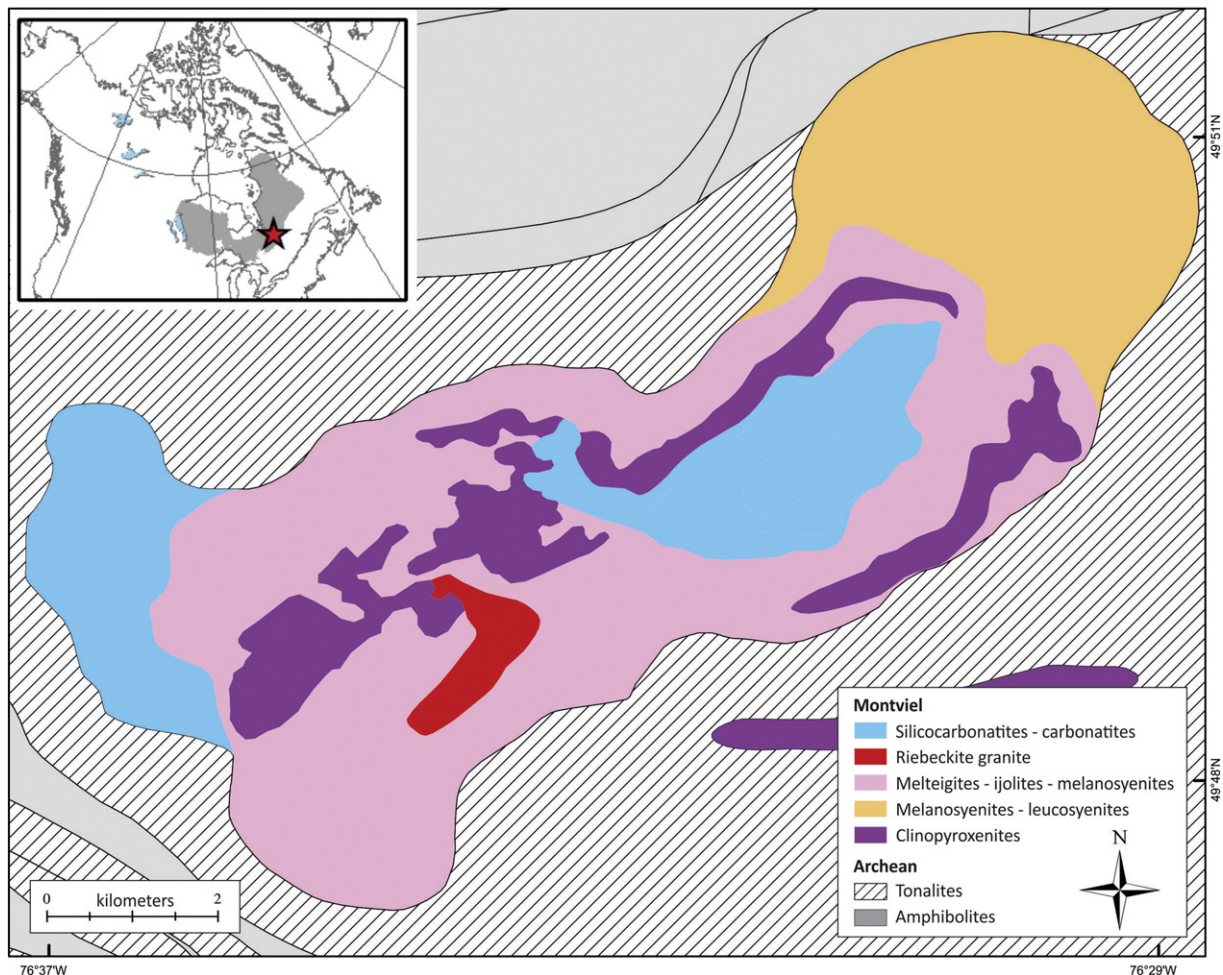 49°51'N
Montviel
Silicocarbonatites - carbonatites
Riebeckite granite
Melteigites - ijolites - melanosyenites
Melanosyenites - leucosyenites
Clinopyroxenites
Archean
Tonalites
Amphibolites
N
49°48'N
0 kilometers 2
76°37'W
76°29'W